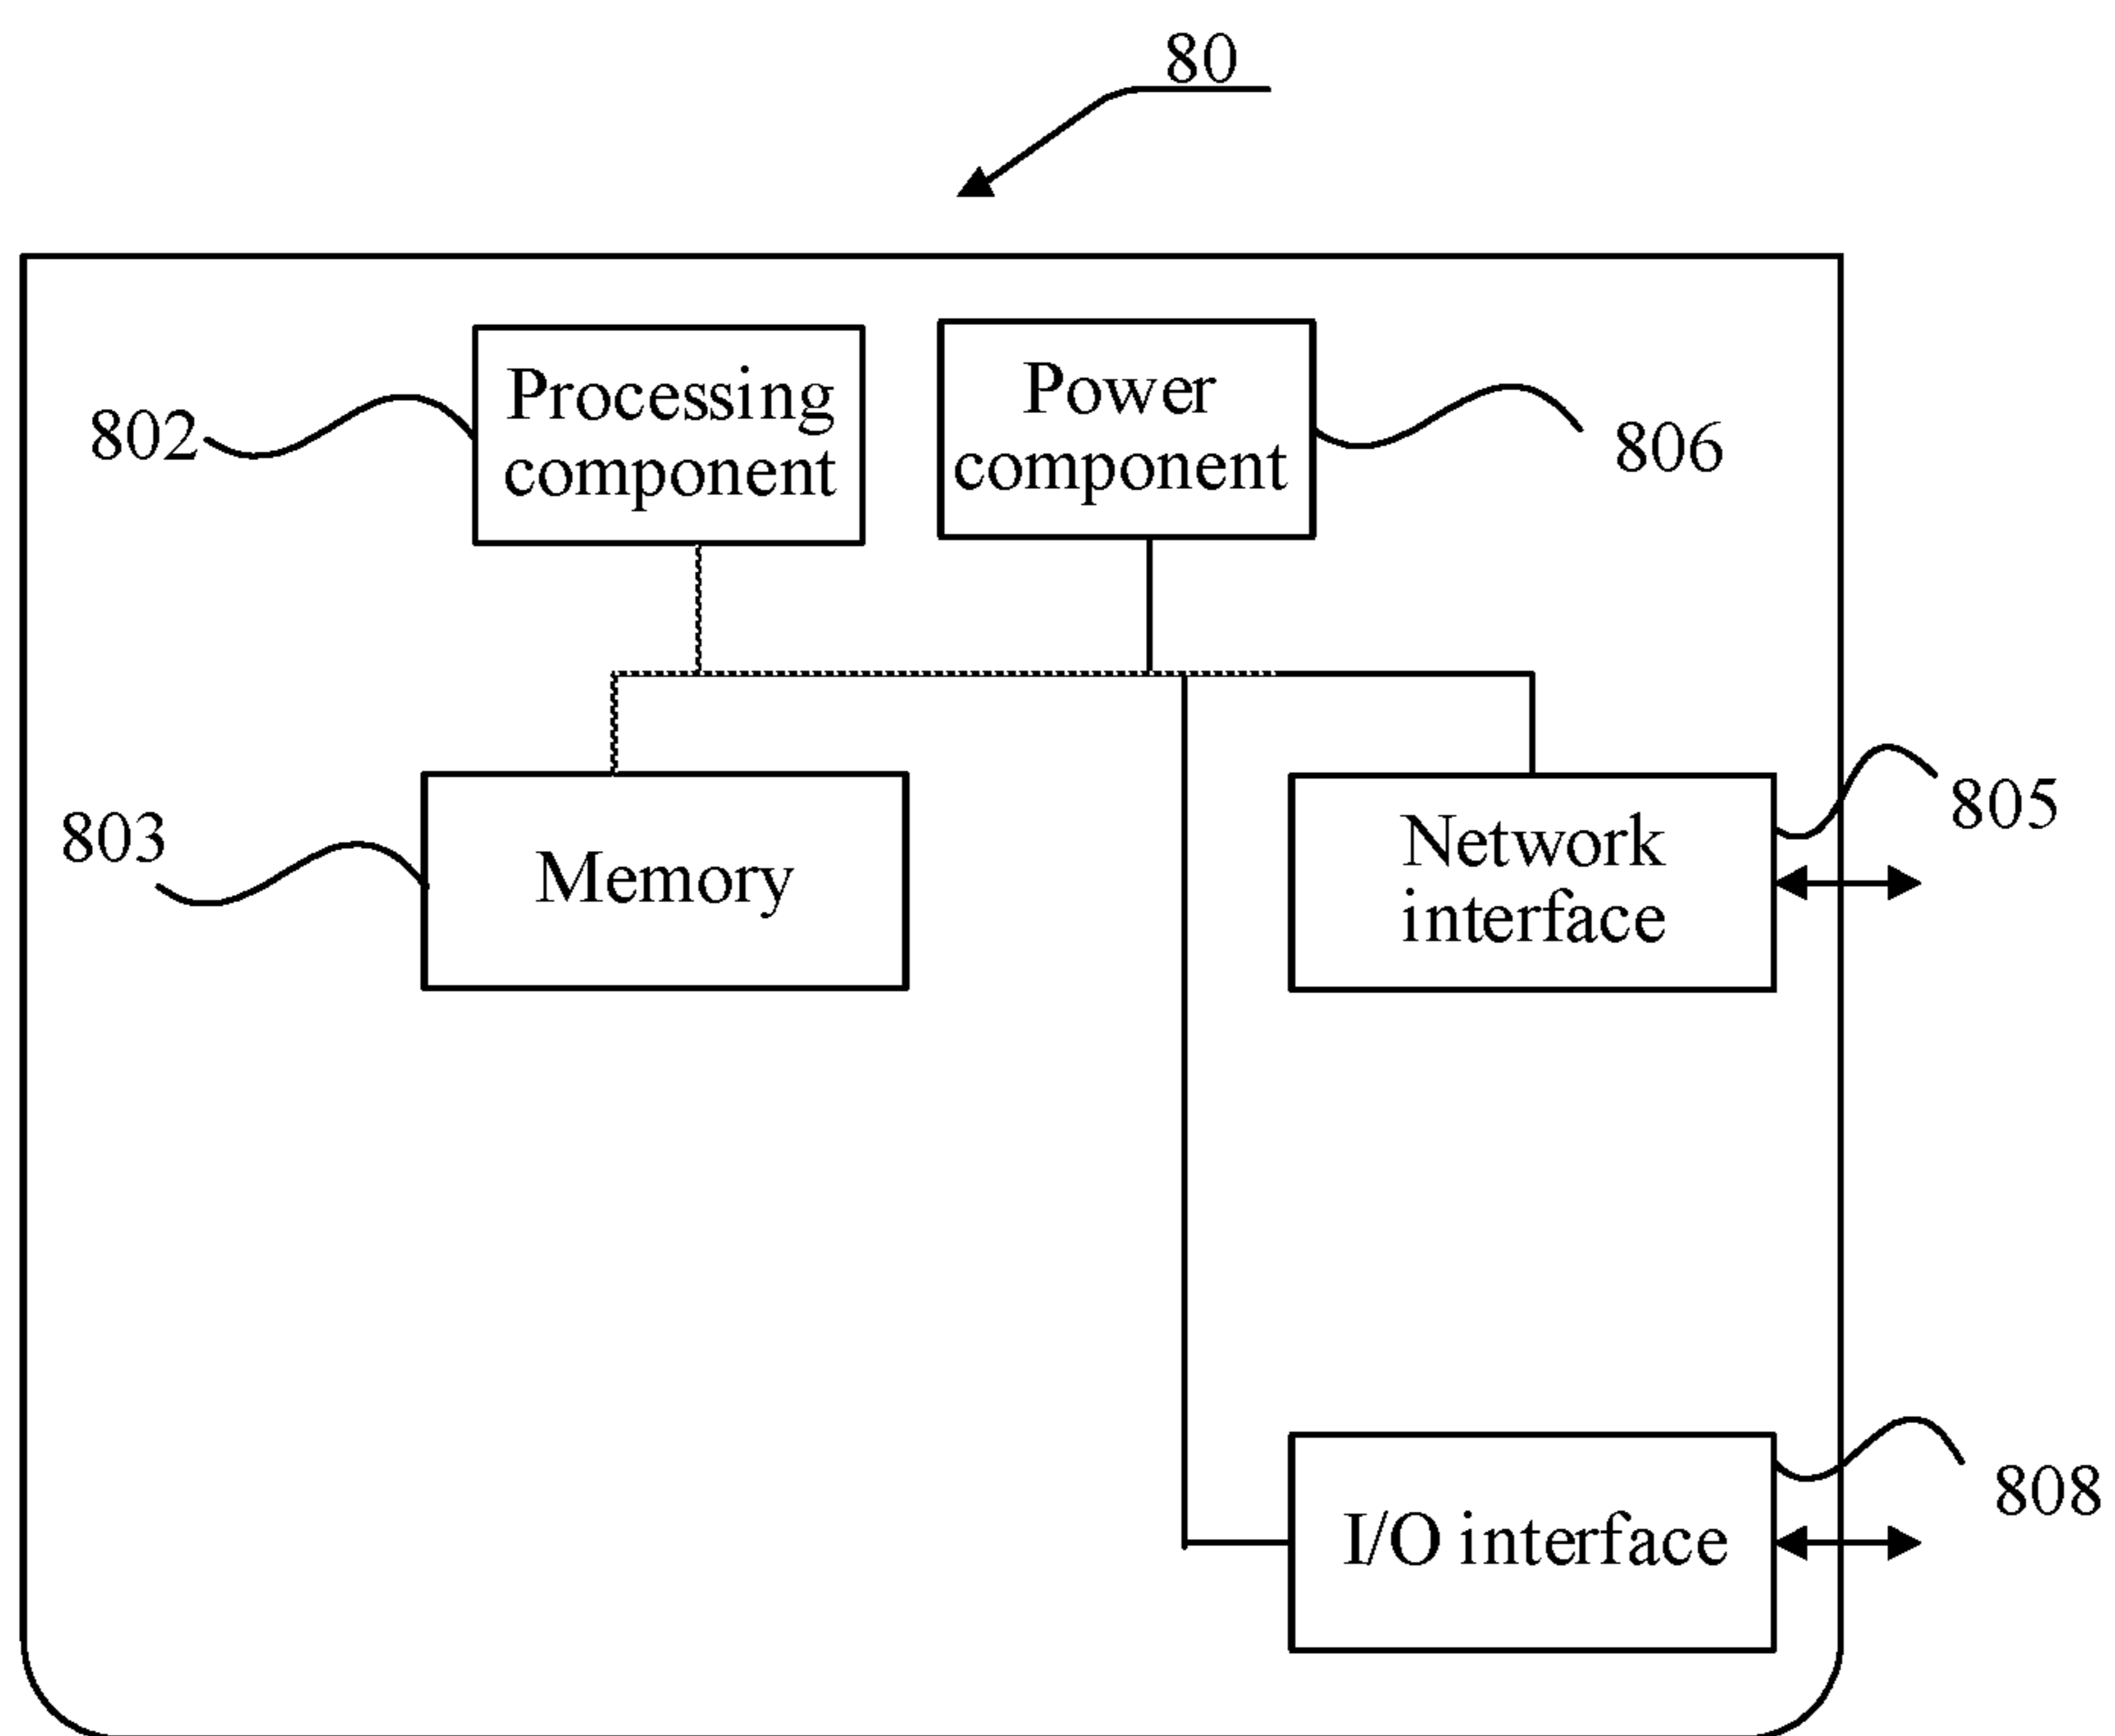 80
Processing
component
802
Power
component
806
803
Memory
Network
interface
805
I/O interface
808